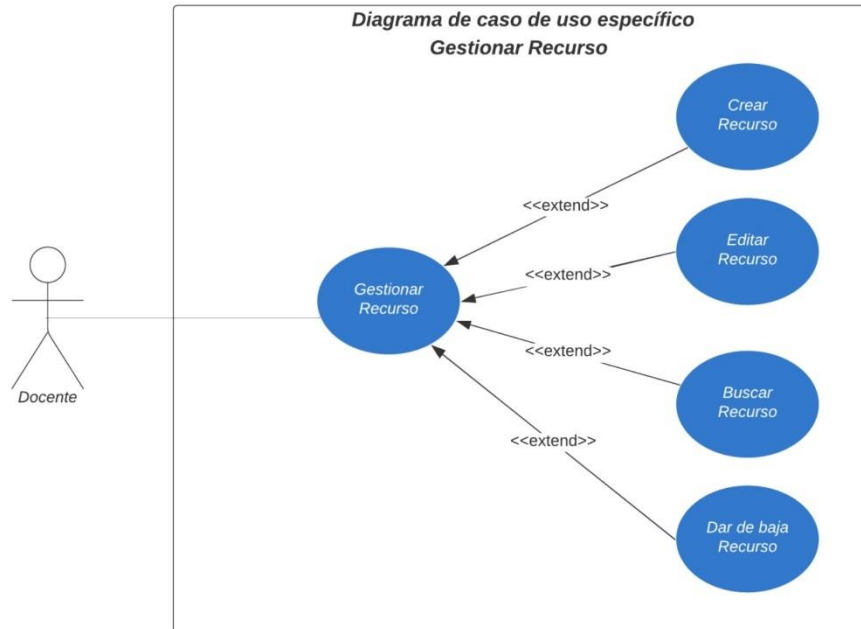 Diagrama de caso de uso específico
Gestionar Recurso
Crear
Recurso
<<extend>>
Editar
Recurso
<<extend>>
Gestionar
Recurso
<<extend>>
Buscar
Recurso
Docente
<<extend>>
Dar de baja
Recurso